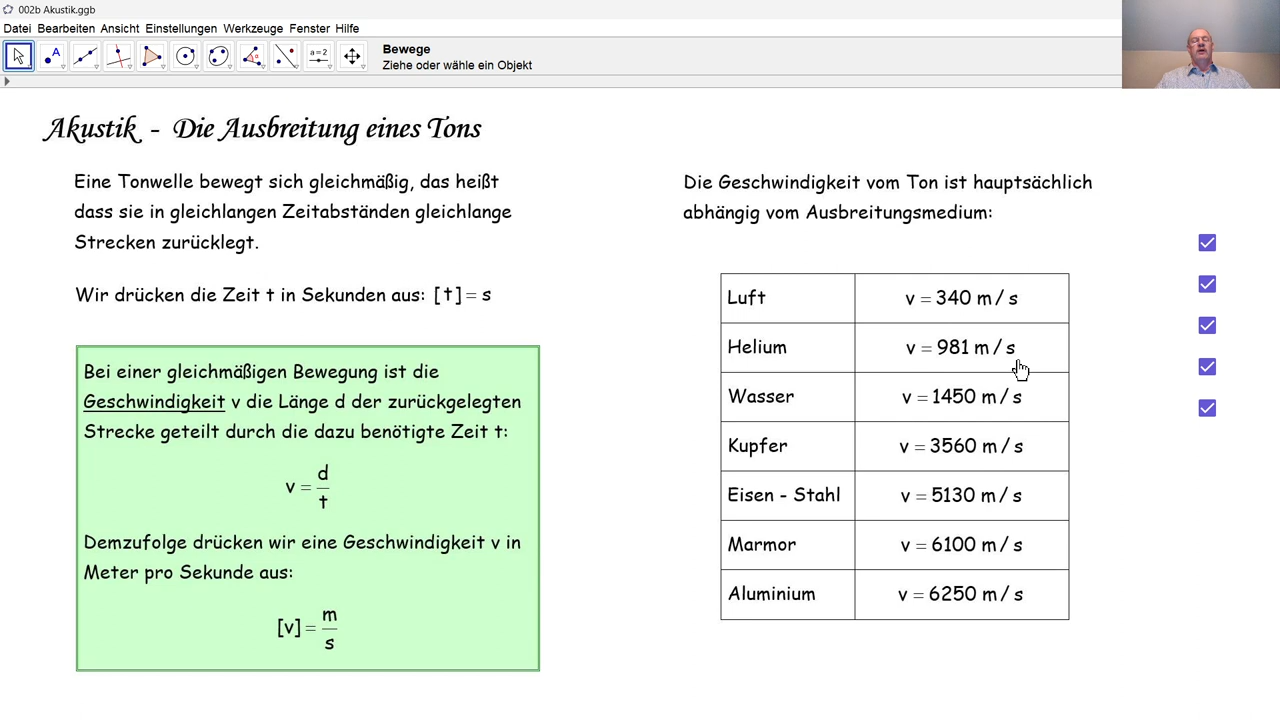 002b Akustik.ggb
Datei Bearbeiten Ansicht Einstellungen Werkzeuge Fenster Hilfe
A
a=2
Bewege
Ziehe oder wähle ein Objekt
Akustik - Die Ausbreitung eines Tons
Eine Tonwelle bewegt sich gleichmäßig, das heißt
dass sie in gleichlangen Zeitabständen gleichlange
Strecken zurücklegt.
Wir drücken die Zeit t in Sekunden aus: [t] = s
Bei einer gleichmäßigen Bewegung ist die
Geschwindigkeit v die Länge d der zurückgelegten
Strecke geteilt durch die dazu benötigte Zeit t:
v = d/t
Demzufolge drücken wir eine Geschwindigkeit v in
Meter pro Sekunde aus:
[v] = m/s
Die Geschwindigkeit vom Ton ist hauptsächlich
abhängig vom Ausbreitungsmedium:
Luft v = 340 m / s
Helium v = 981 m / s
Wasser v = 1450 m / s
Kupfer v = 3560 m / s
Eisen - Stahl v = 5130 m / s
Marmor v = 6100 m / s
Aluminium v = 6250 m / s